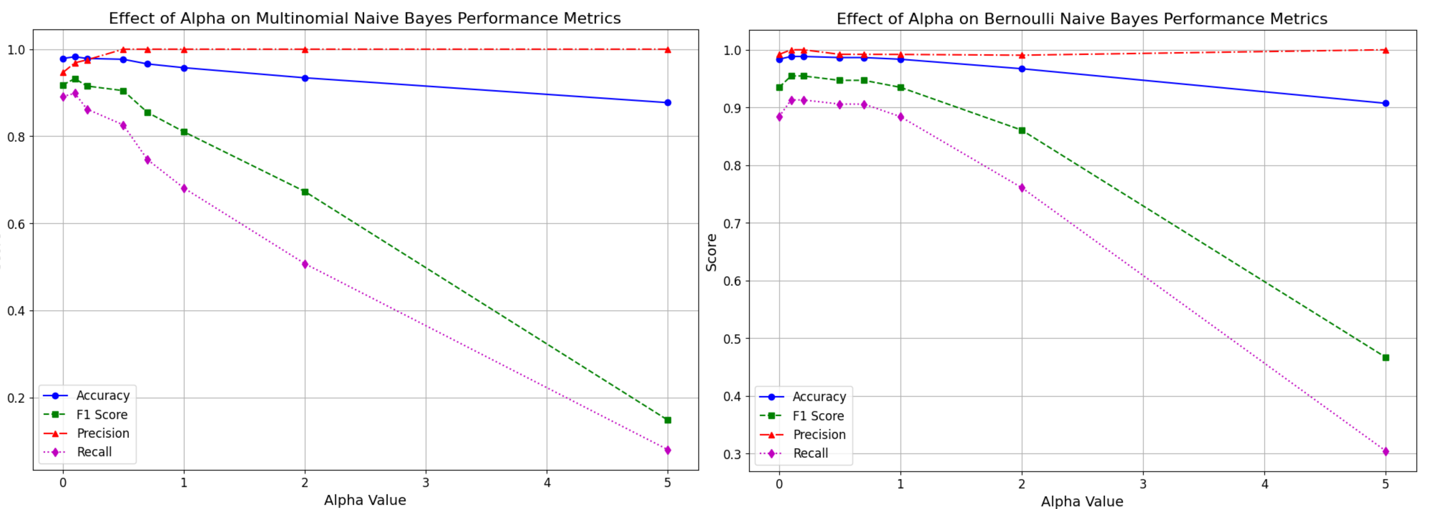 Effect of Alpha on Multinomial Naive Bayes Performance Metrics
1.0
0.8
0.6
0.4
0.2
Accuracy
F1 Score
Precision
Recall
0 1 2 3 4 5
Alpha Value
Effect of Alpha on Bernoulli Naive Bayes Performance Metrics
Score
1.0
0.9
0.8
0.7
0.6
0.5
0.4
0.3
Accuracy
F1 Score
Precision
Recall
0 1 2 3 4 5
Alpha Value